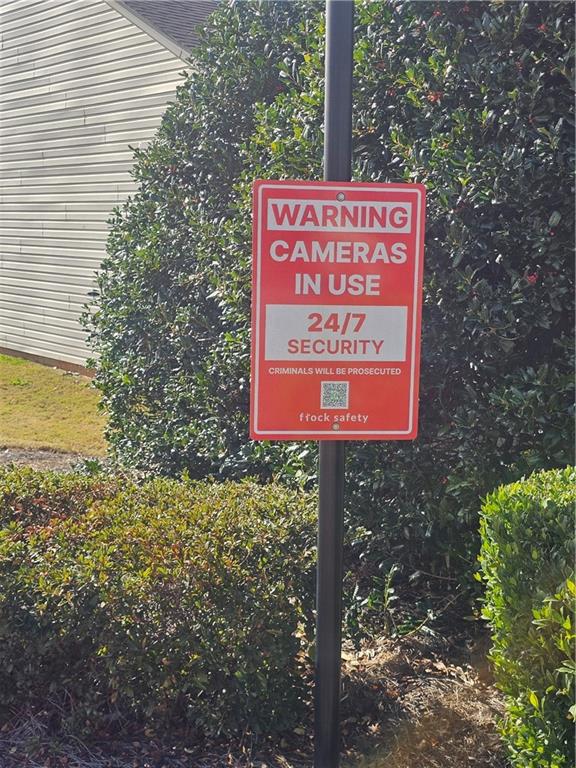 WARNING
CAMERAS
IN USE
24/7
SECURITY
CRIMINALS WILL BE PROSECUTED
flock safety